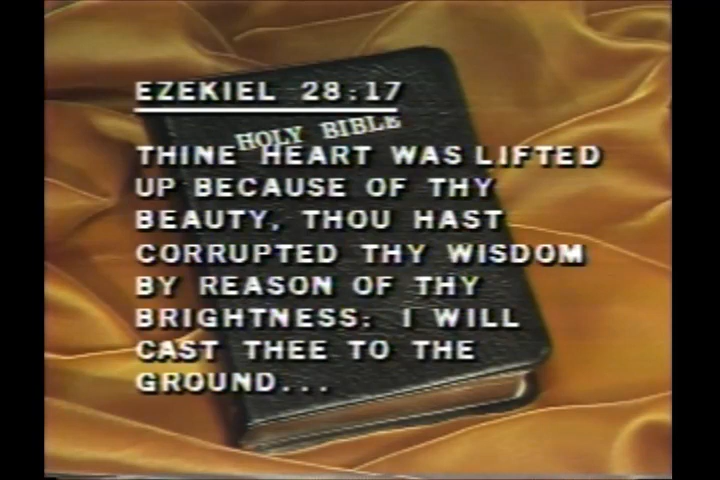 EZEKIEL 28:17
HOLY BIBLE
THINE HEART WAS LIFTED
UP BECAUSE OF THY
BEAUTY, THOU HAST
CORRUPTED THY WISDOM
BY REASON OF THY
BRIGHTNESS: I WILL
CAST THEE TO THE
GROUND...